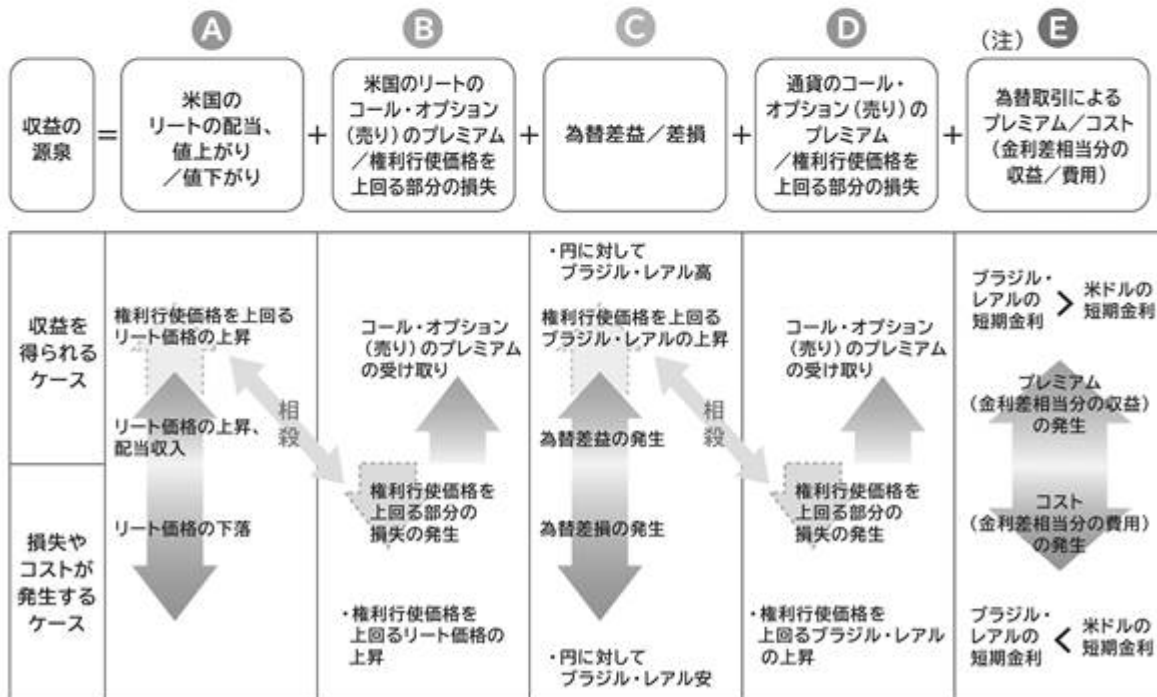 A
B
C
D
(注) E
収益の
源泉
=
米国の
リートの配当、
値上がり
／値下がり
+
米国のリートの
コール・オプション
(売り)のプレミアム
／権利行使価格を
上回る部分の損失
+
為替差益／差損
+
通貨のコール・
オプション(売り)の
プレミアム
／権利行使価格を
上回る部分の損失
+
為替取引による
プレミアム／コスト
(金利差相当分の
収益／費用)
収益を
得られる
ケース
権利行使価格を上回る
リート価格の上昇
リート価格の上昇、
配当収入
相殺
コール・オプション
(売り)のプレミアム
の受け取り
・円に対して
ブラジル・レアル高
権利行使価格を上回る
ブラジル・レアルの上昇
為替差益の発生
相殺
コール・オプション
(売り)のプレミアム
の受け取り
ブラジル・
レアルの
短期金利
>
米ドルの
短期金利
プレミアム
(金利差相当分の収益)
の発生
損失や
コストが
発生する
ケース
リート価格の下落
権利行使価格を
上回る部分の
損失の発生
・権利行使価格を
上回るリート価格の
上昇
為替差損の発生
・円に対して
ブラジル・レアル安
権利行使価格を
上回る部分の
損失の発生
・権利行使価格を
上回るブラジル・レアル
の上昇
コスト
(金利差相当分の費用)
の発生
ブラジル・
レアルの
短期金利
<
米ドルの
短期金利